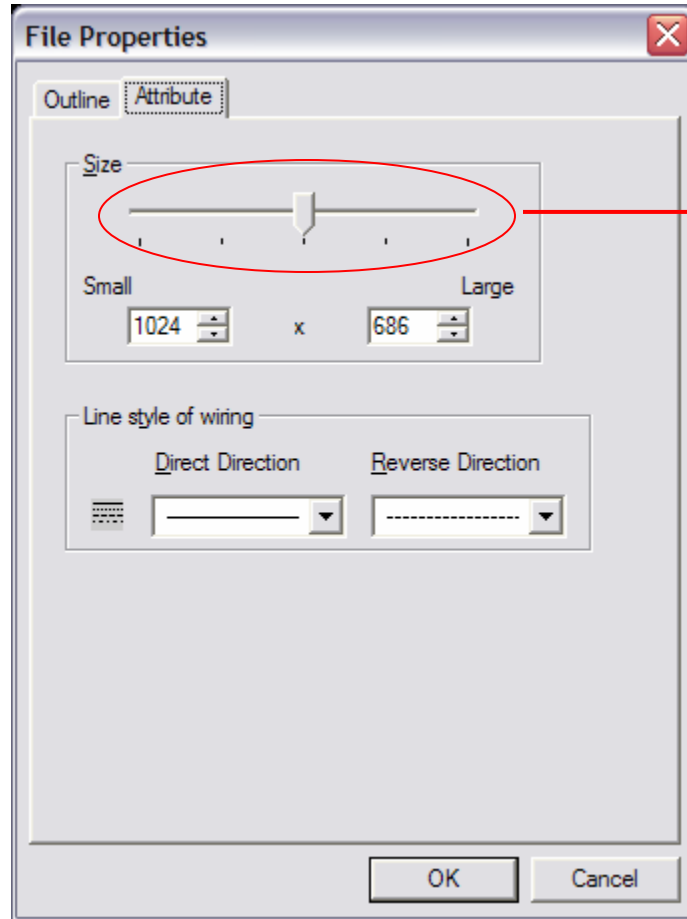 File Properties
Outline Attribute
Size
Small Large
1024 x 686
Line style of wiring
Direct Direction Reverse Direction
OK Cancel